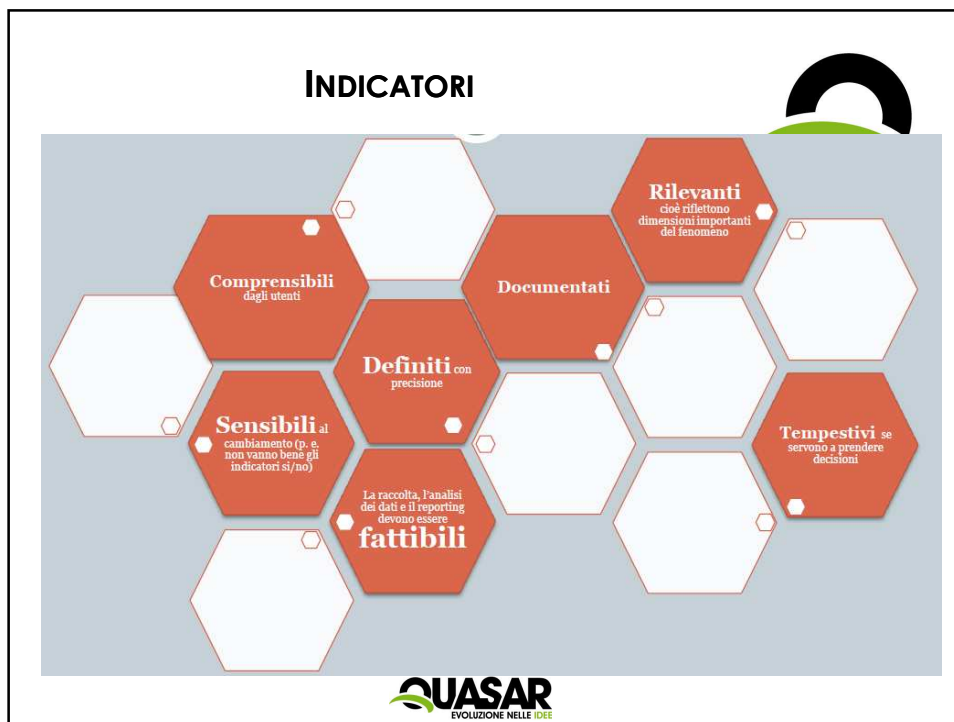 INDICATORI
Rilevanti
cioè riflettono
dimensioni importanti
del fenomeno
Comprensibili
dagli utenti
Documentati
Definiti con
precisione
Sensibili al
cambiamento (p. e.
non vanno bene gli
indicatori si/no)
Tempestivi se
servono a prendere
decisioni
La raccolta, l'analisi
dei dati e il reporting
devono essere
fattibili
QUASAR
EVOLUZIONE NELLE IDEE